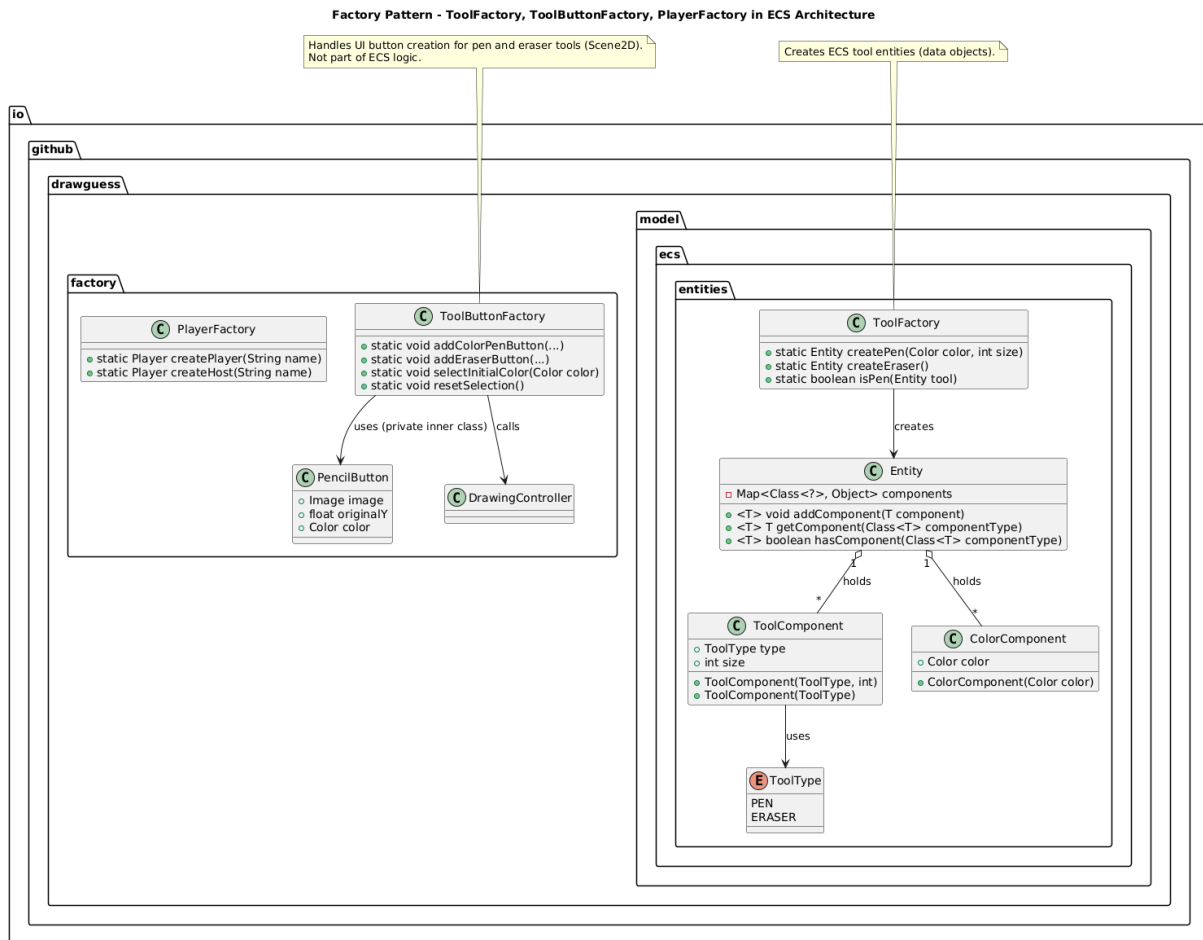 Factory Pattern - ToolFactory, ToolButtonFactory, PlayerFactory in ECS Architecture
Handles UI button creation for pen and eraser tools (Scene2D).
Not part of ECS logic.
Creates ECS tool entities (data objects).
io
github
drawguess
factory
C PlayerFactory
static Player createPlayer(String name)
static Player createHost(String name)
C ToolButtonFactory
static void addColorPenButton(...)
static void addEraserButton(...)
static void selectInitialColor(Color color)
static void resetSelection()
uses (private inner class)
calls
C PencilButton
Image image
float originalY
Color color
C DrawingController
model
ecs
entities
C ToolFactory
static Entity createPen(Color color, int size)
static Entity createEraser()
static boolean isPen(Entity tool)
creates
C Entity
Map<Class<?>, Object> components
<T> void addComponent(T component)
<T> T getComponent(Class<T> componentType)
<T> boolean hasComponent(Class<T> componentType)
1
holds
*
1
holds
*
C ToolComponent
ToolType type
int size
ToolComponent(ToolType, int)
ToolComponent(ToolType)
C ColorComponent
Color color
ColorComponent(Color color)
uses
E ToolType
PEN
ERASER